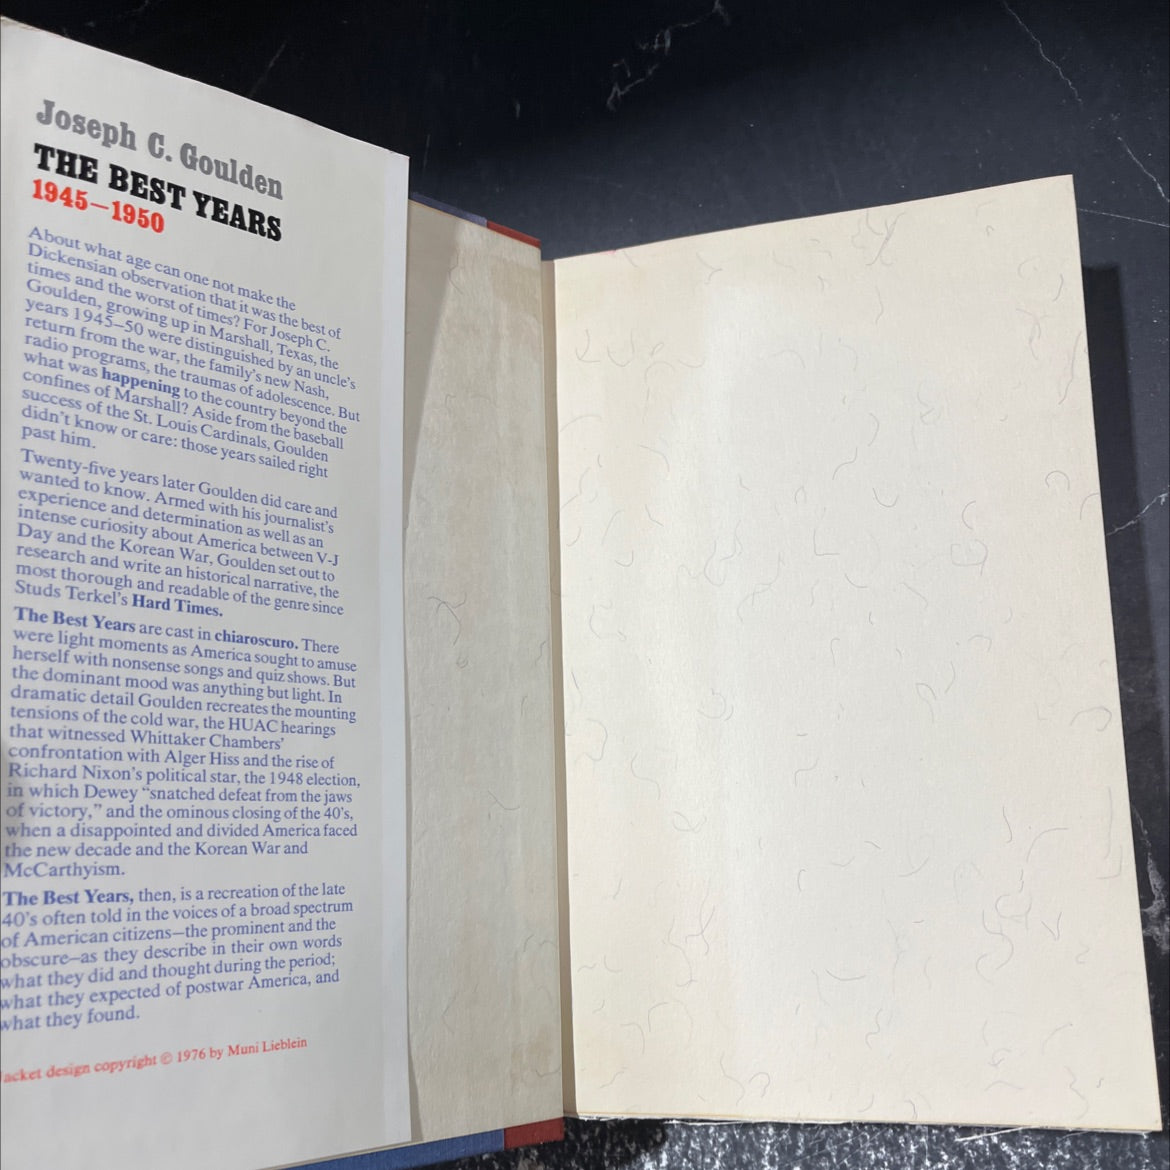 Joseph C. Goulden
THE BEST YEARS
1945–1950
About what age can one not make the
Dickensian observation that it was the best of
times and the worst of times? For Joseph C.
Goulden, growing up in Marshall, Texas, the
years 1945–50 were distinguished by an uncle's
return from the war, the family's new Nash,
radio programs, the traumas of adolescence. But
what was happening to the country beyond the
confines of Marshall? Aside from the baseball
success of the St. Louis Cardinals, Goulden
didn't know or care: those years sailed right
past him.
Twenty-five years later Goulden did care and
wanted to know. Armed with his journalist's
experience and determination as well as an
intense curiosity about America between V-J
Day and the Korean War, Goulden set out to
research and write an historical narrative, the
most thorough and readable of the genre since
Studs Terkel's Hard Times.
The Best Years are cast in chiaroscuro. There
were light moments as America sought to amuse
herself with nonsense songs and quiz shows. But
the dominant mood was anything but light. In
dramatic detail Goulden recreates the mounting
tensions of the cold war, the HUAC hearings
that witnessed Whittaker Chambers'
confrontation with Alger Hiss and the rise of
Richard Nixon's political star, the 1948 election,
in which Dewey "snatched defeat from the jaws
of victory," and the ominous closing of the 40's,
when a disappointed and divided America faced
the new decade and the Korean War and
McCarthyism.
The Best Years, then, is a recreation of the late
40's often told in the voices of a broad spectrum
of American citizens—the prominent and the
obscure—as they describe in their own words
what they did and thought during the period;
what they expected of postwar America, and
what they found.
Jacket design copyright © 1976 by Muni Lieblein